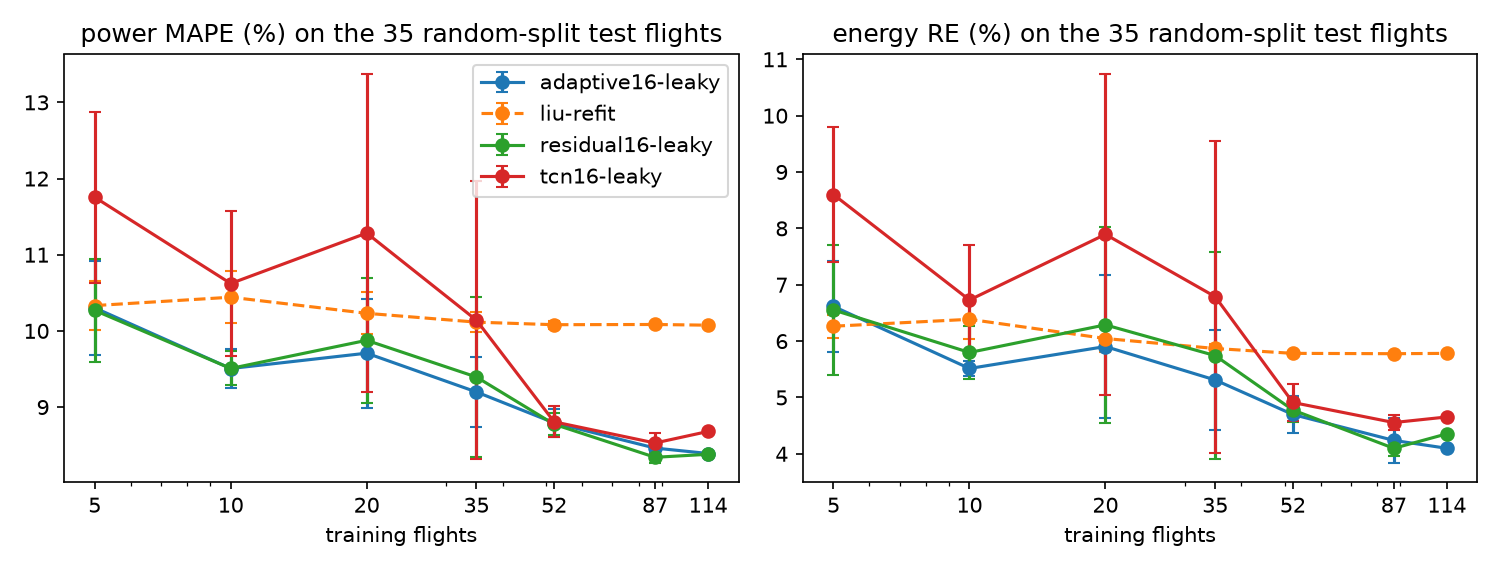 power MAPE (%) on the 35 random-split test flights
13
12
11
10
9
adaptive16-leaky
liu-refit
residual16-leaky
tcn16-leaky
5 10 20 35 52 87 114
training flights
energy RE (%) on the 35 random-split test flights
11
10
9
8
7
6
5
4
5 10 20 35 52 87 114
training flights